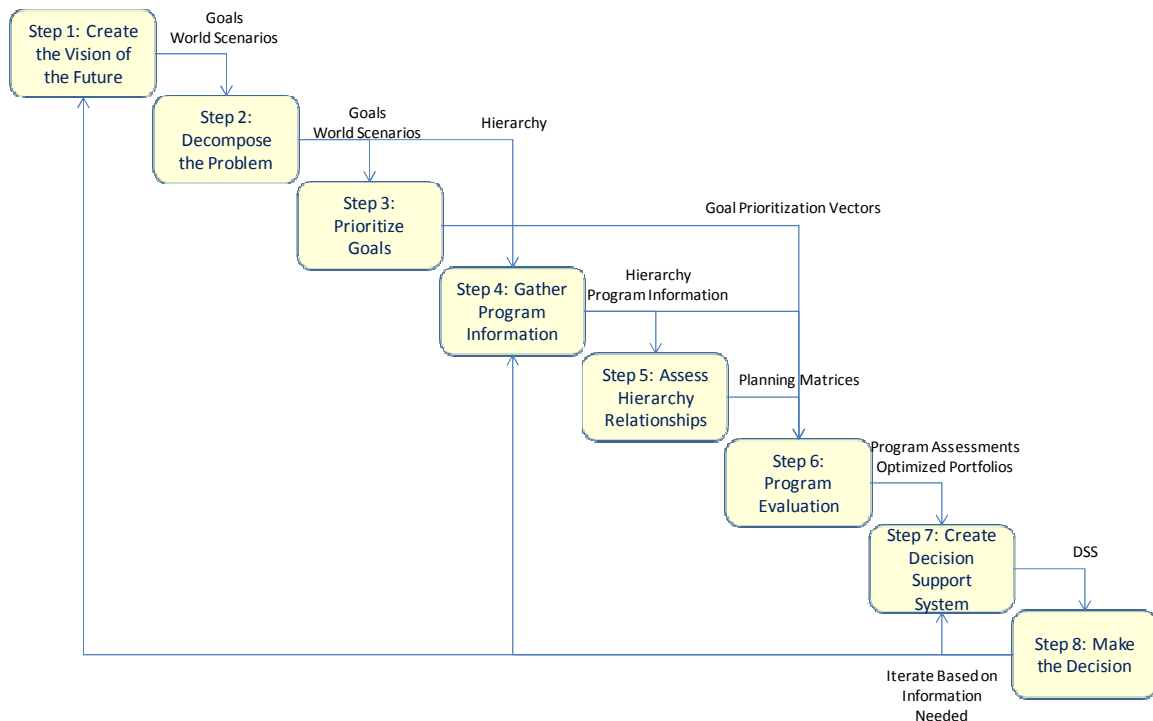 Goals
World Scenarios
Step 1: Create
the Vision of
the Future
Step 2:
Decompose
the Problem
Goals
World Scenarios
Hierarchy
Step 3:
Prioritize
Goals
Goal Prioritization Vectors
Step 4: Gather
Program
Information
Hierarchy
Program Information
Step 5: Assess
Hierarchy
Relationships
Planning Matrices
Step 6:
Program
Evaluation
Program Assessments
Optimized Portfolios
Step 7: Create
Decision
Support
System
DSS
Step 8: Make
the Decision
Iterate Based on
Information
Needed